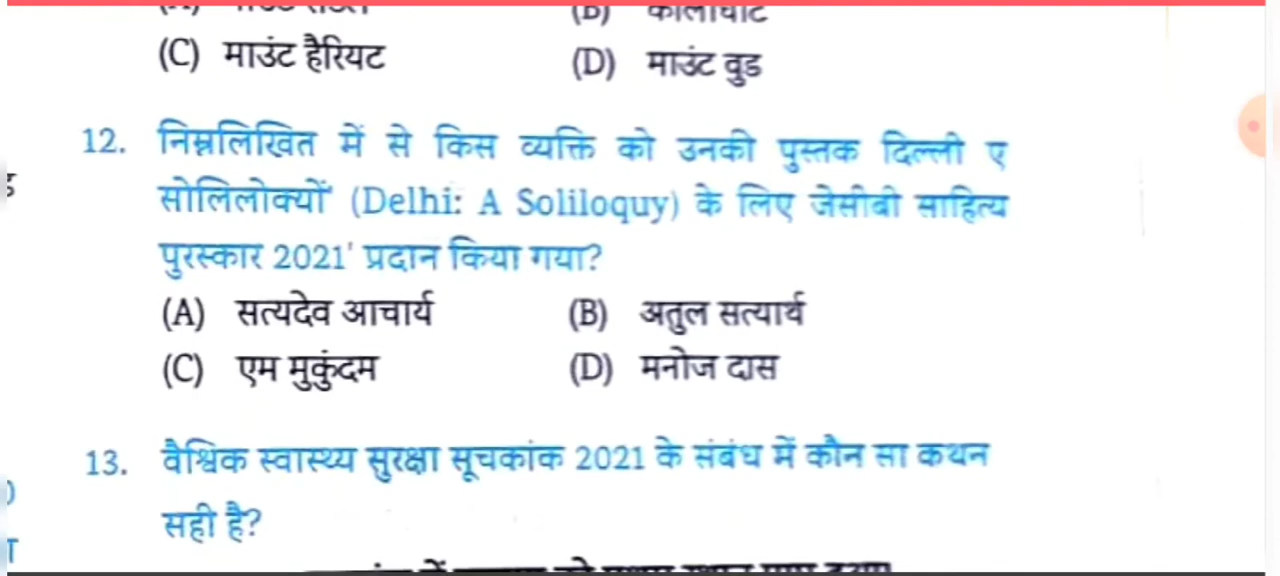 (C) माउंट हैरियट (D) माउंट वुड
12. निम्नलिखित में से किस व्यक्ति को उनकी पुस्तक दिल्ली ए
सोलिलोक्यों' (Delhi: A Soliloquy) के लिए जेसीबी साहित्य
पुरस्कार 2021' प्रदान किया गया?
(A) सत्यदेव आचार्य (B) अतुल सत्यार्थ
(C) एम मुकुंदम (D) मनोज दास
13. वैश्विक स्वास्थ्य सुरक्षा सूचकांक 2021 के संबंध में कौन सा कथन
सही है?